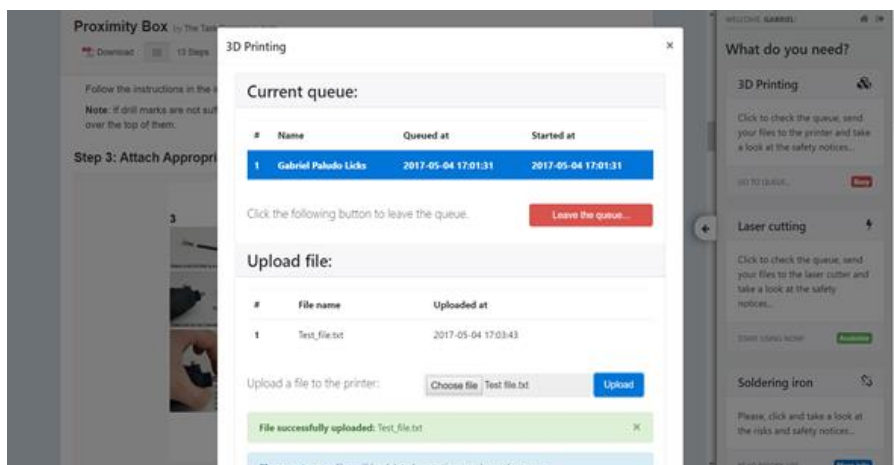 Proximity Box by The Task
Download 13 Steps
Follow the instructions in the
Note: If drill marks are not suf
over the top of them.
Step 3: Attach Appropri
3
3D Printing ×
Current queue:
# Name Queued at Started at
1 Gabriel Paludo Licks 2017-05-04 17:01:31 2017-05-04 17:01:31
Click the following button to leave the queue. Leave the queue...
Upload file:
# File name Uploaded at
1 Test_file.txt 2017-05-04 17:03:43
Upload a file to the printer: Choose file Test file.txt Upload
File successfully uploaded: Test_file.txt ×
WELCOME, GABRIEL!
What do you need?
3D Printing
Click to check the queue, send
your files to the printer and take
a look at the safety notices...
GO TO QUEUE... Busy
Laser cutting
Click to check the queue, send
your files to the laser cutter and
take a look at the safety
notices...
START USING NOW! Available
Soldering iron
Please, click and take a look at
the risks and safety notices...